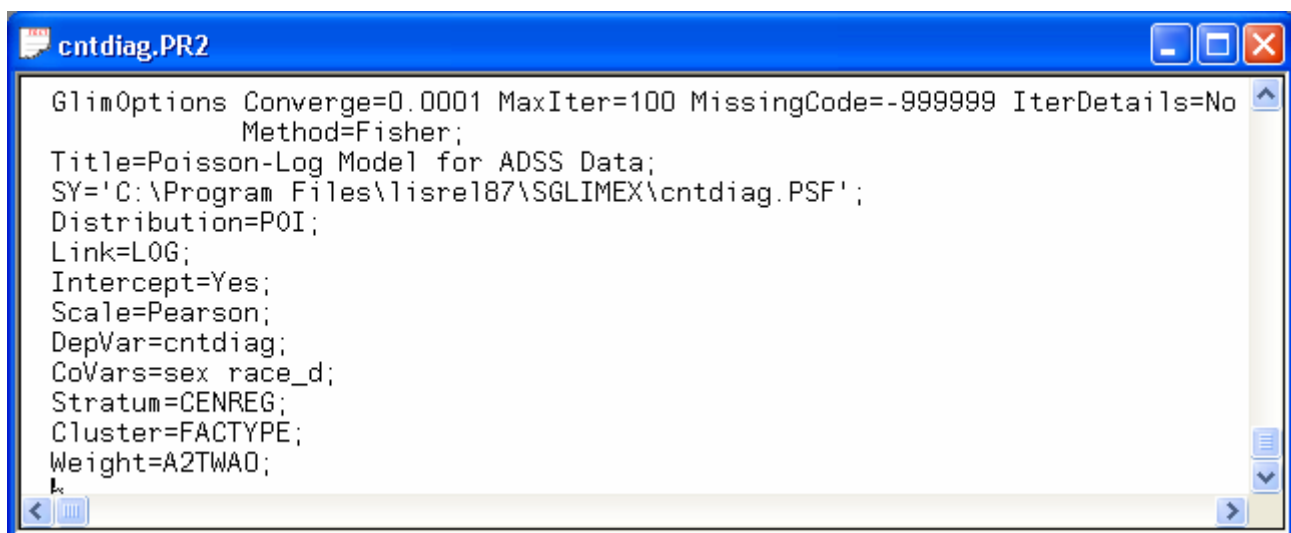 cntdiag.PR2
GlimOptions Converge=0.0001 MaxIter=100 MissingCode=-999999 IterDetails=No
Method=Fisher;
Title=Poisson-Log Model for ADSS Data;
SY='C:\Program Files\lisrel87\SGLIMEX\cntdiag.PSF';
Distribution=POI;
Link=LOG;
Intercept=Yes;
Scale=Pearson;
DepVar=cntdiag;
CoVars=sex race_d;
Stratum=CENREG;
Cluster=FACTYPE;
Weight=A2TWA0;